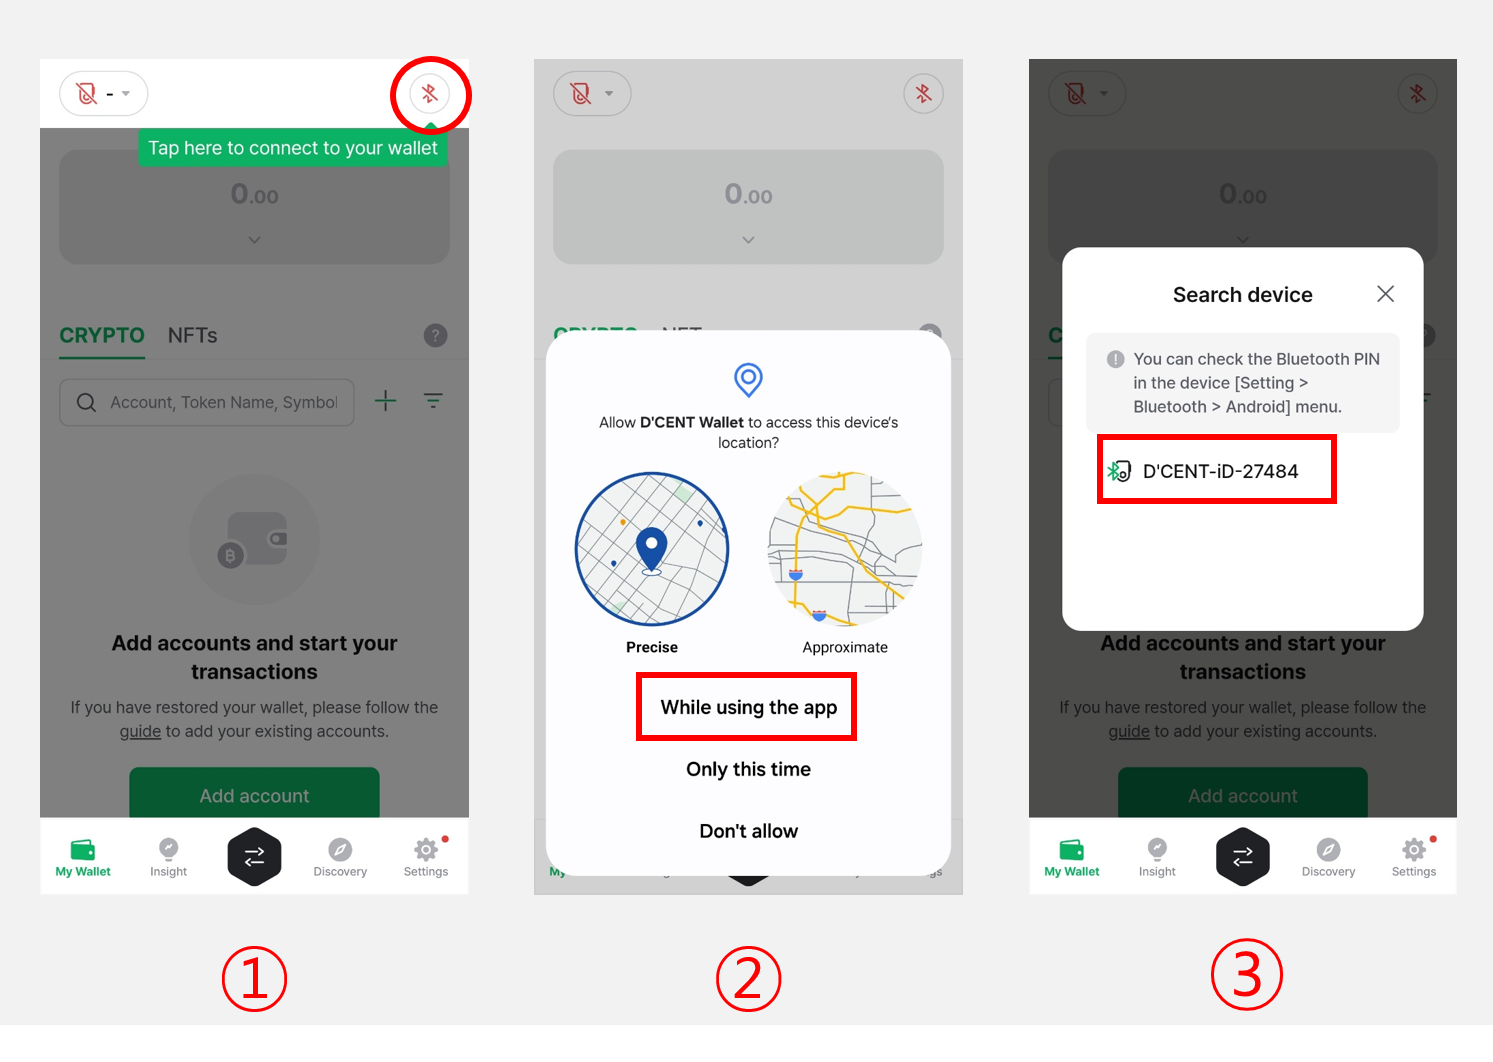 -
Tap here to connect to your wallet
0.00
CRYPTO NFTs ?
Account, Token Name, Symbol
Add accounts and start your
transactions
If you have restored your wallet, please follow the
guide to add your existing accounts.
Add account
My Wallet Insight Discovery Settings
①
0.00
Allow D'CENT Wallet to access this device's
location?
Precise Approximate
While using the app
Only this time
Don't allow
②
0.00
Search device
You can check the Bluetooth PIN
in the device [Setting >
Bluetooth > Android] menu.
D'CENT-iD-27484
Add accounts and start your
transactions
If you have restored your wallet, please follow the
guide to add your existing accounts.
Add account
My Wallet Insight Discovery Settings
③